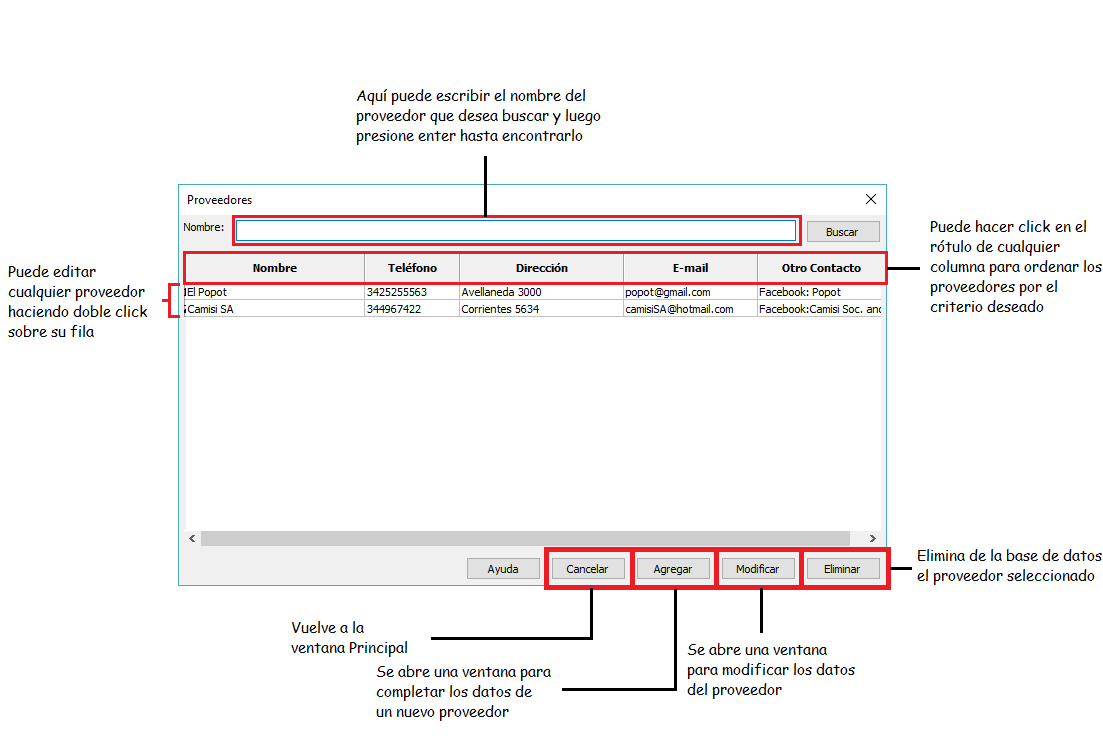 Aquí puede escribir el nombre del
proveedor que desea buscar y luego
presione enter hasta encontrarlo
Proveedores
Nombre:
Buscar
Nombre Teléfono Dirección E-mail Otro Contacto
El Popot 3425255563 Avellaneda 3000 popot@gmail.com Facebook: Popot
Camisi SA 344967422 Corrientes 5634 camisiSA@hotmail.com Facebook:Camisi Soc. and
Puede editar
cualquier proveedor
haciendo doble click
sobre su fila
Puede hacer click en el
rótulo de cualquier
columna para ordenar los
proveedores por el
criterio deseado
Ayuda Cancelar Agregar Modificar Eliminar
Elimina de la base de datos
el proveedor seleccionado
Vuelve a la
ventana Principal
Se abre una ventana para
completar los datos de
un nuevo proveedor
Se abre una ventana
para modificar los datos
del proveedor